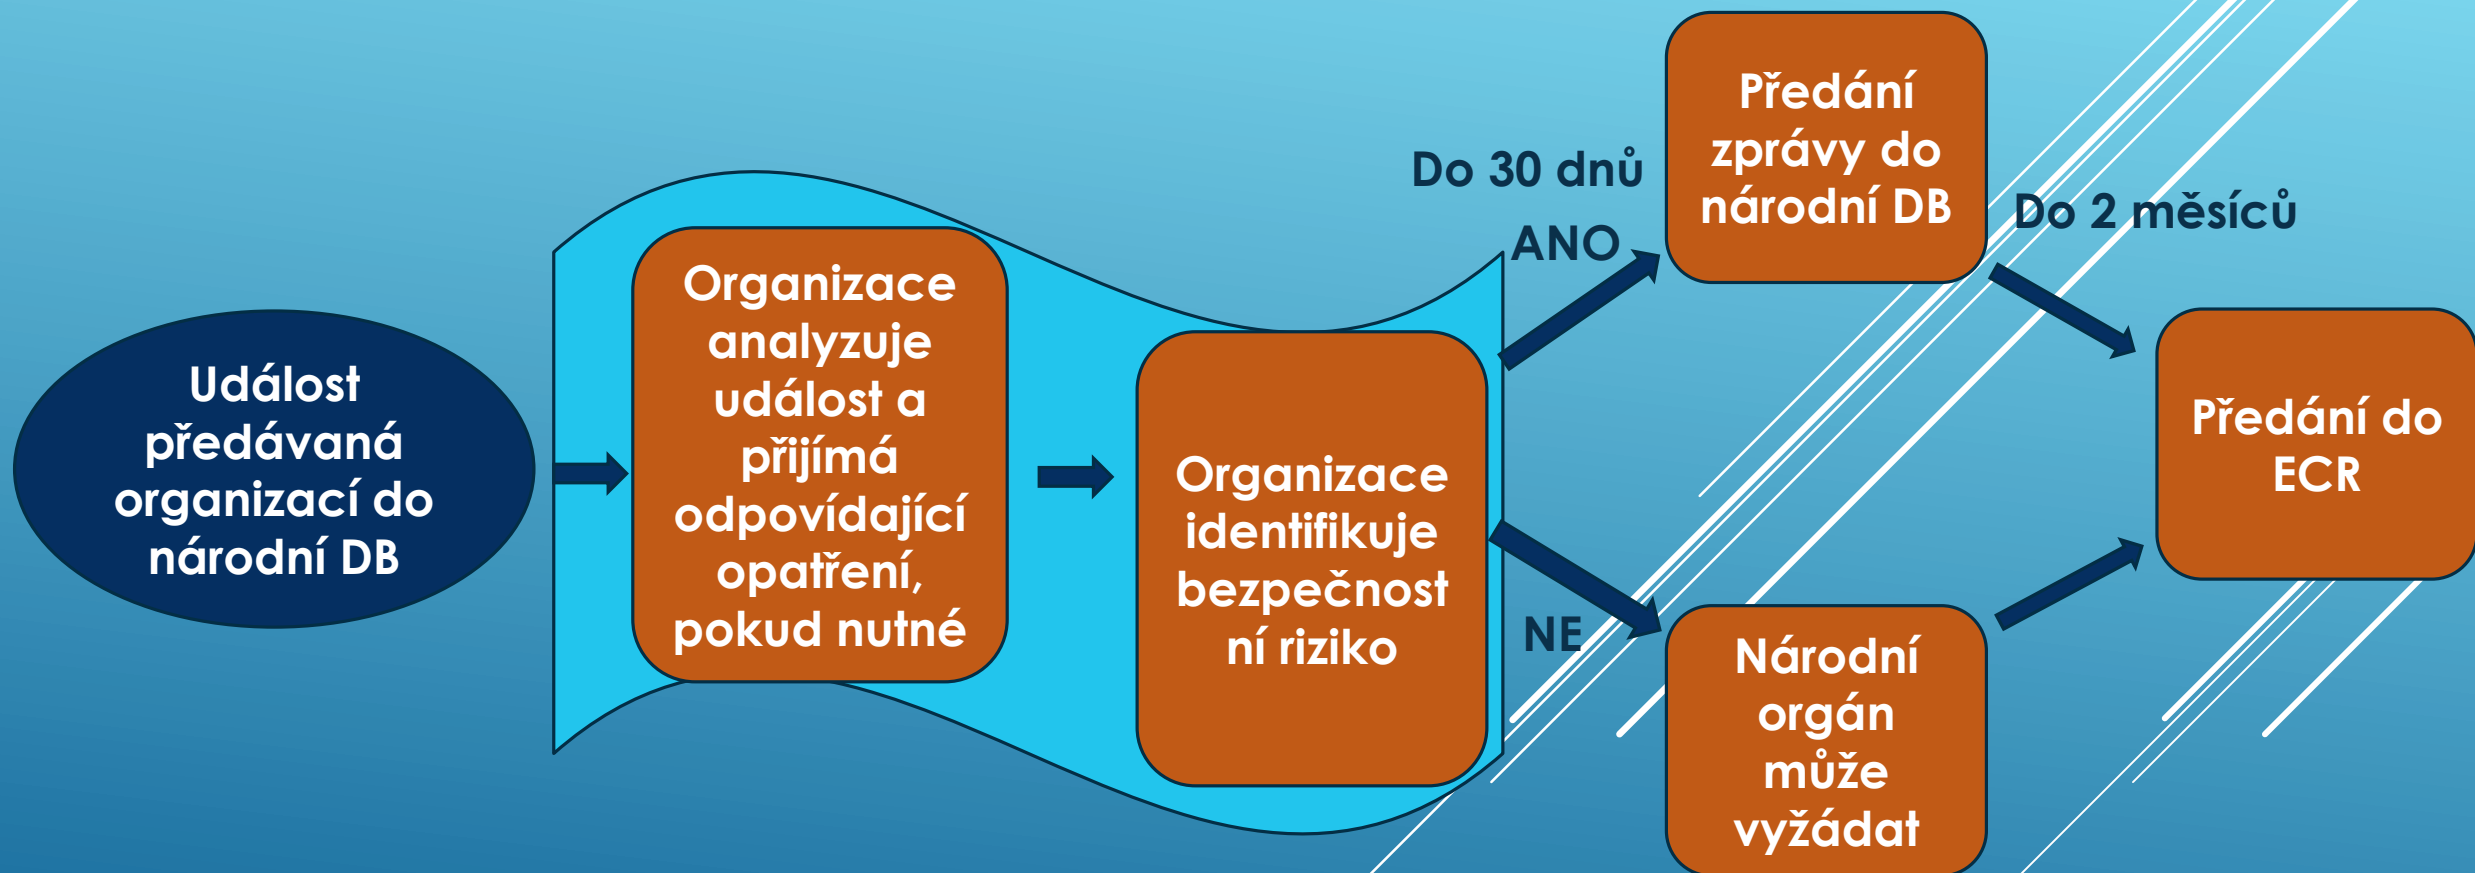 Událost
předávaná
organizací do
národní DB
Organizace
analyzuje
událost a
přijímá
odpovídající
opatření,
pokud nutné
Organizace
identifikuje
bezpečnost
ní riziko
Do 30 dnů
ANO
NE
Předání
zprávy do
národní DB
Do 2 měsíců
Národní
orgán
může
vyžádat
Předání do
ECR